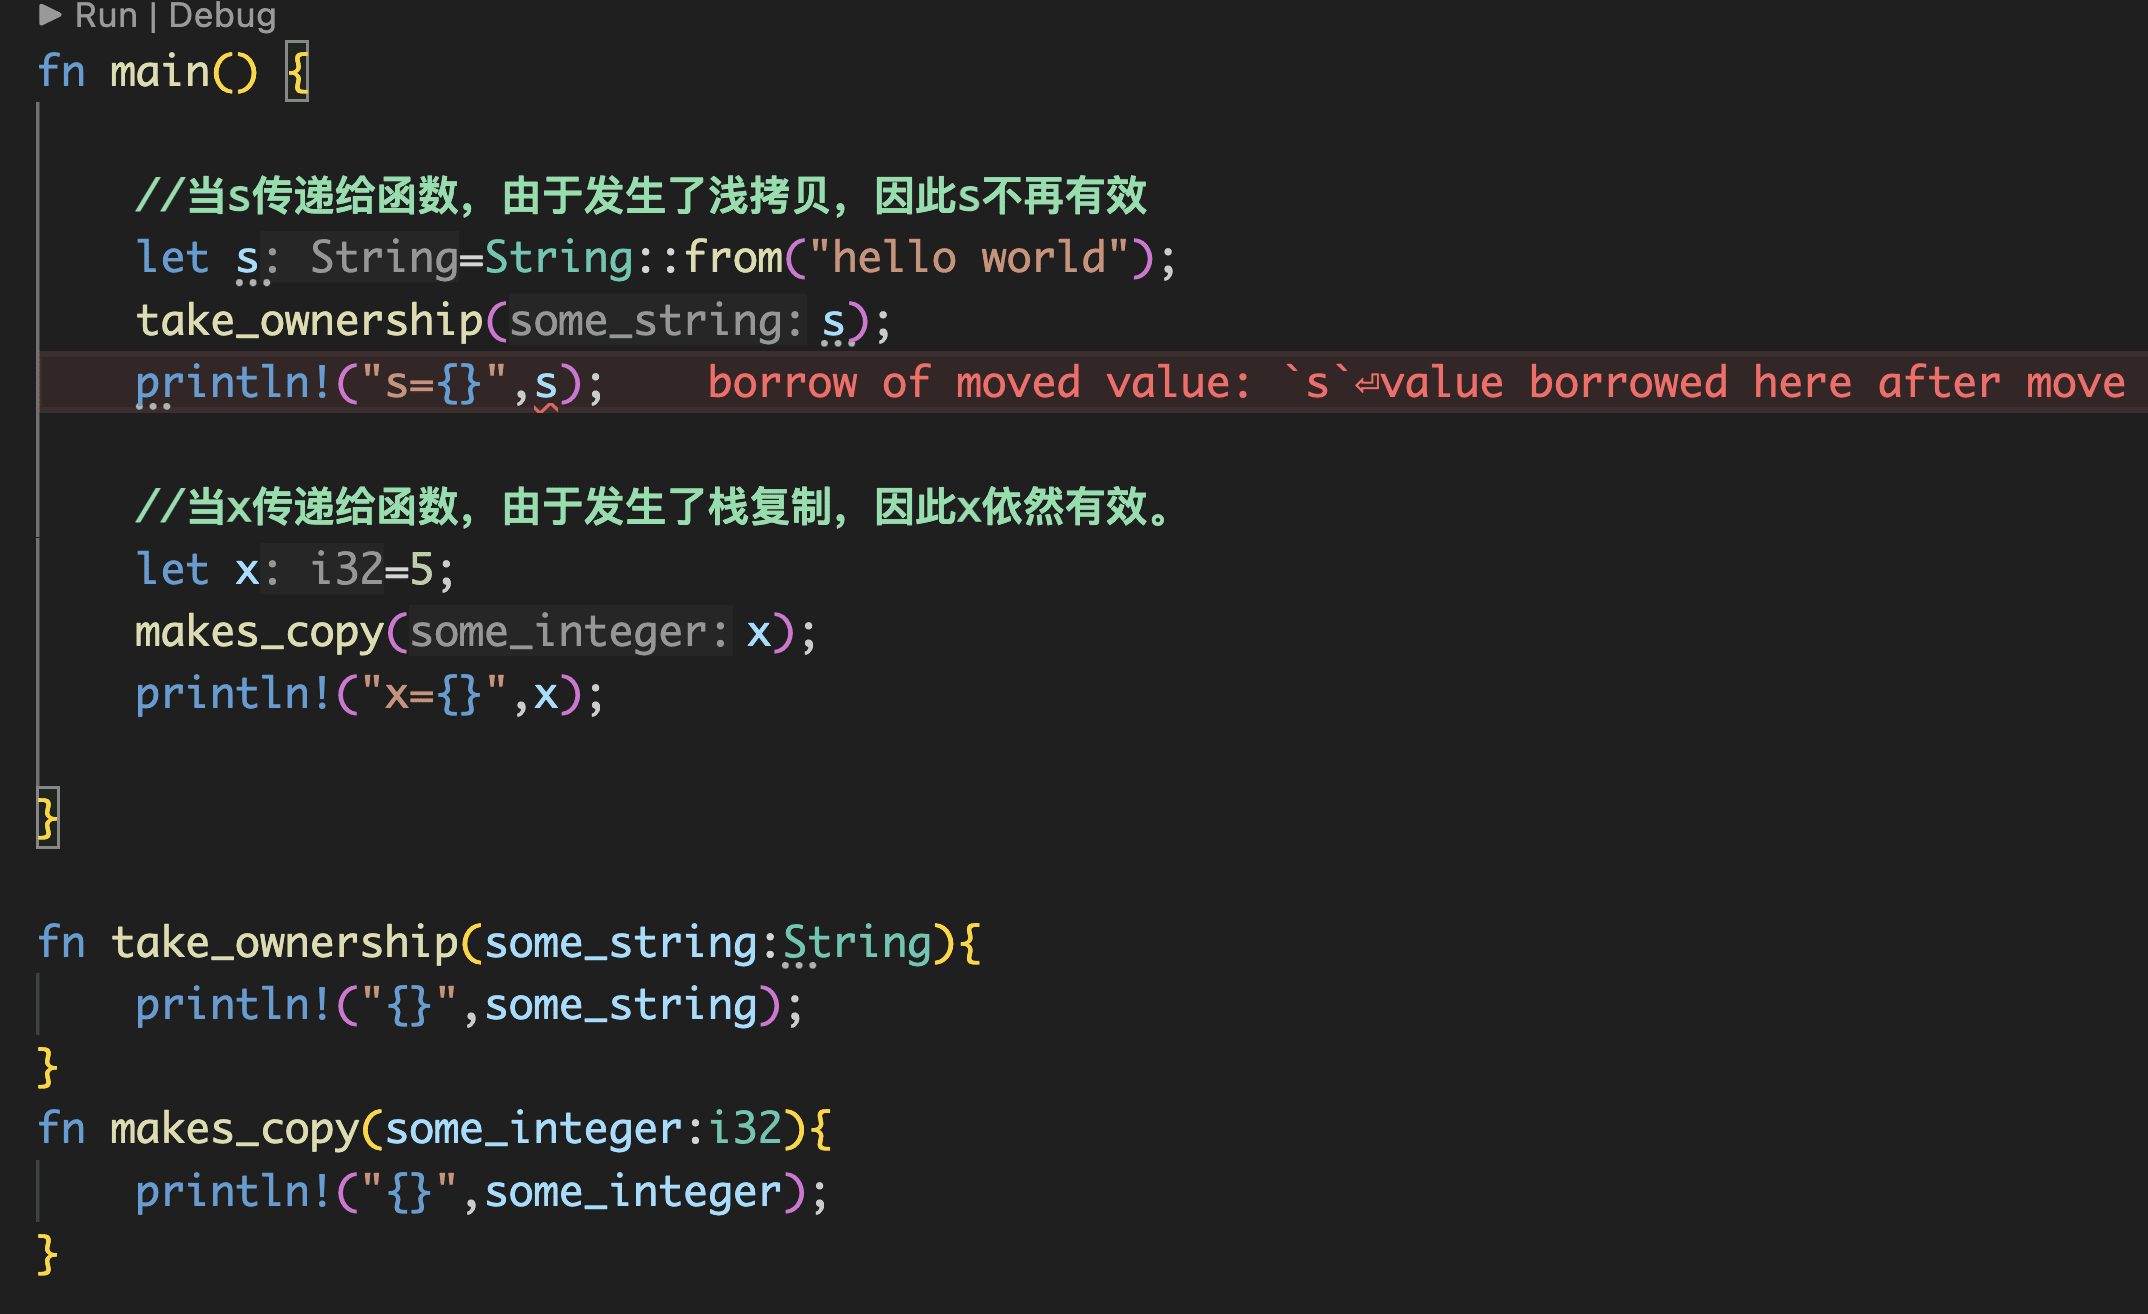 Run | Debug
fn main() {
//当s传递给函数，由于发生了浅拷贝，因此s不再有效
let s: String=String::from("hello world");
take_ownership(some_string: s);
println!("s={}",s);    borrow of moved value: `s`⏎value borrowed here after move
//当x传递给函数，由于发生了栈复制，因此x依然有效。
let x: i32=5;
makes_copy(some_integer: x);
println!("x={}",x);
}
fn take_ownership(some_string:String){
println!("{}",some_string);
}
fn makes_copy(some_integer:i32){
println!("{}",some_integer);
}